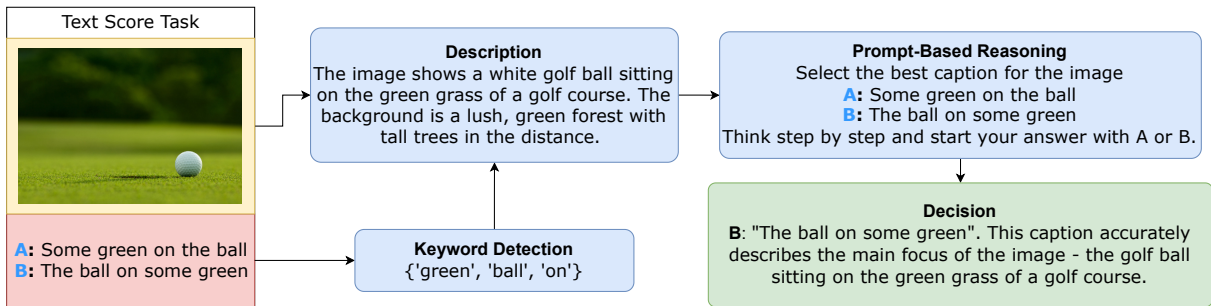 Text Score Task
A: Some green on the ball
B: The ball on some green
Description
The image shows a white golf ball sitting
on the green grass of a golf course. The
background is a lush, green forest with
tall trees in the distance.
Keyword Detection
{'green', 'ball', 'on'}
Prompt-Based Reasoning
Select the best caption for the image
A: Some green on the ball
B: The ball on some green
Think step by step and start your answer with A or B.
Decision
B: "The ball on some green". This caption accurately
describes the main focus of the image - the golf ball
sitting on the green grass of a golf course.